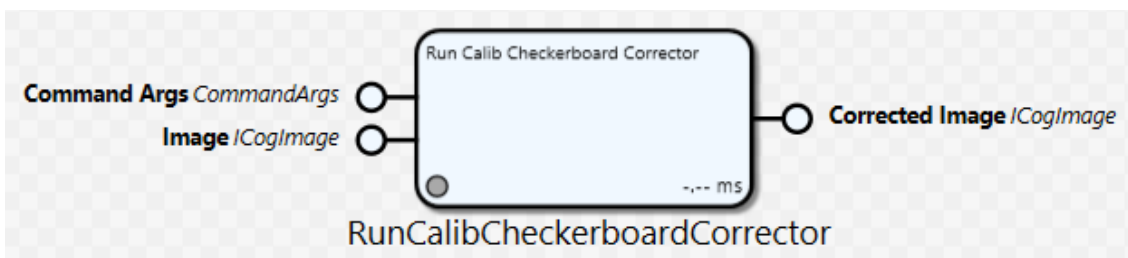 Run Calib Checkerboard Corrector
Command Args CommandArgs
Image ICogImage
Corrected Image ICogImage
-.-- ms
RunCalibCheckerboardCorrector